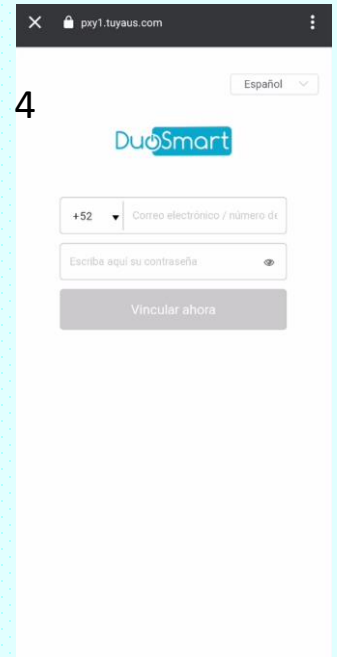 pxy1.tuyaus.com
Español
4
DuoSmart
+52
Correo electrónico / número de
Escriba aquí su contraseña
Vincular ahora